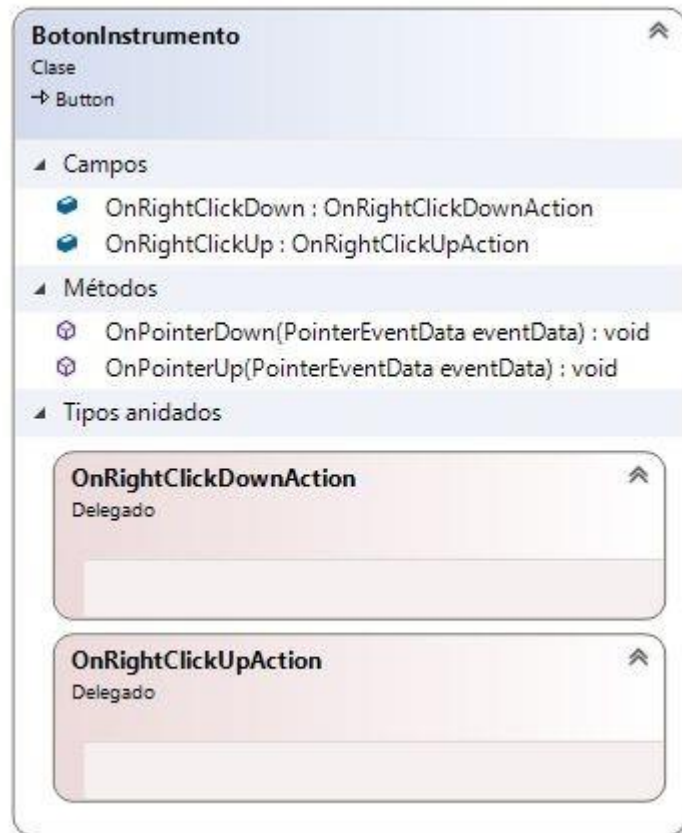 BotonInstrumento
Clase
Button
Campos
OnRightClickDown : OnRightClickDownAction
OnRightClickUp : OnRightClickUpAction
Métodos
OnPointerDown(PointerEventData eventData) : void
OnPointerUp(PointerEventData eventData) : void
Tipos anidados
OnRightClickDownAction
Delegado
OnRightClickUpAction
Delegado